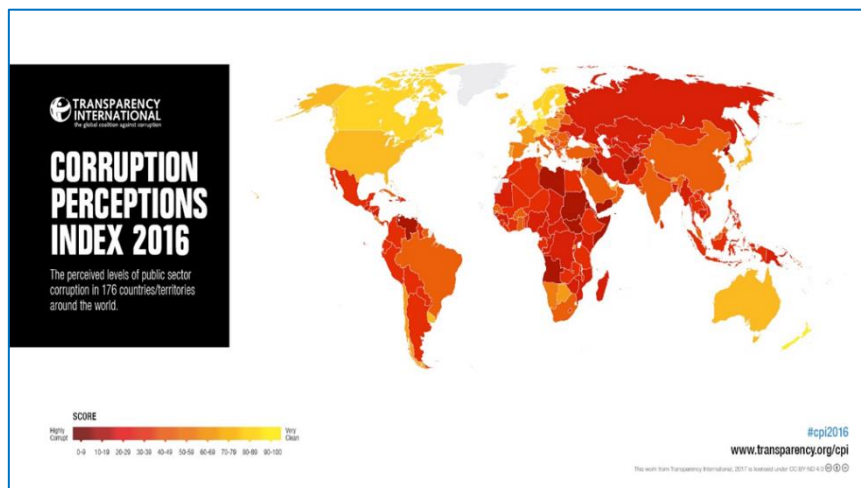 TRANSPARENCY
INTERNATIONAL
the global coalition against corruption
CORRUPTION
PERCEPTIONS
INDEX 2016
The perceived levels of public sector
corruption in 176 countries/territories
around the world.
SCORE
Highly
Corrupt
Very
Clean
0-9 10-19 20-29 30-39 40-49 50-59 60-69 70-79 80-89 90-100
#cpi2016
www.transparency.org/cpi
This work from Transparency International, 2017 is licensed under CC BY-ND 4.0